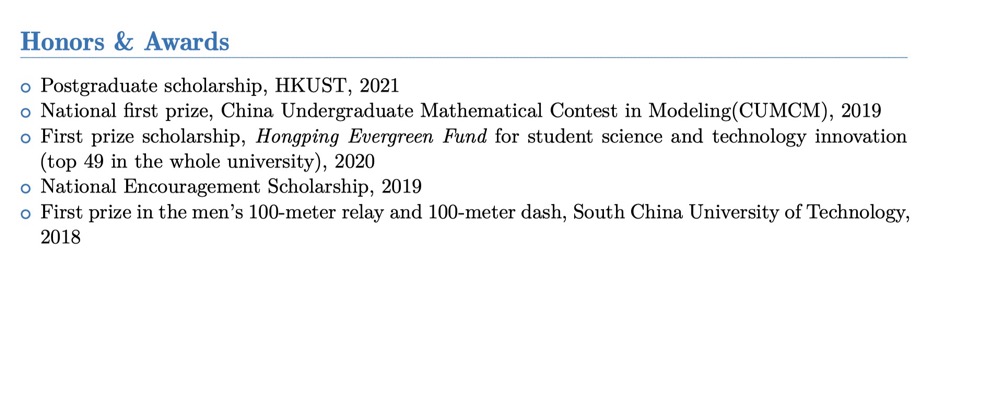 Honors & Awards
Postgraduate scholarship, HKUST, 2021
National first prize, China Undergraduate Mathematical Contest in Modeling(CUMCM), 2019
First prize scholarship, Hongping Evergreen Fund for student science and technology innovation
(top 49 in the whole university), 2020
National Encouragement Scholarship, 2019
First prize in the men's 100-meter relay and 100-meter dash, South China University of Technology,
2018